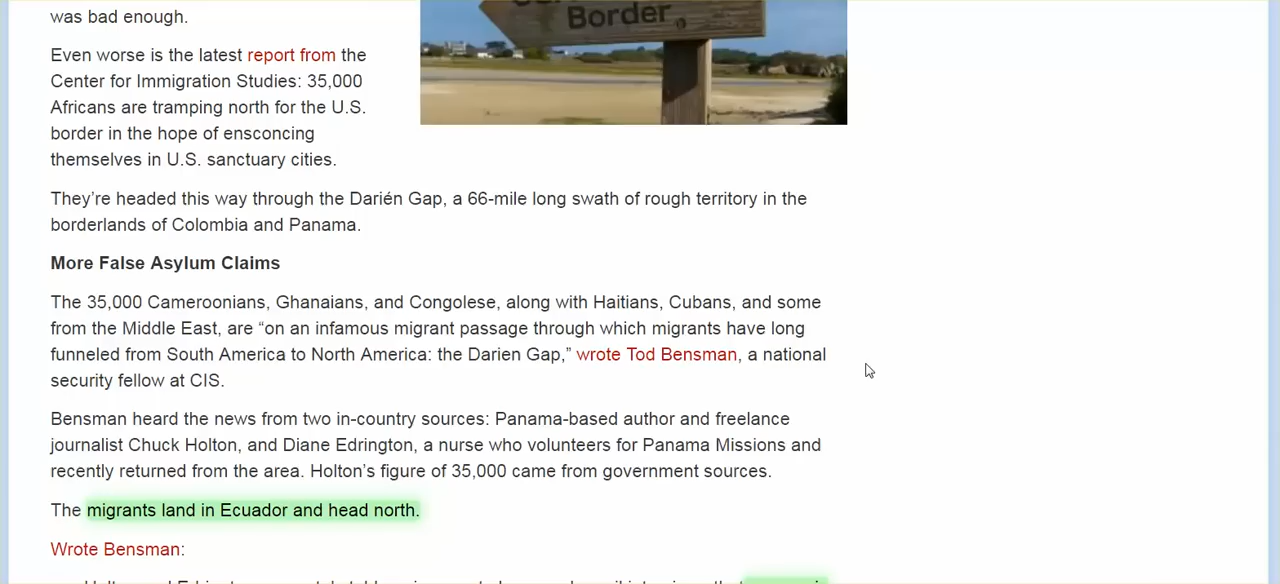 was bad enough.
Border
Even worse is the latest report from the
Center for Immigration Studies: 35,000
Africans are tramping north for the U.S.
border in the hope of ensconcing
themselves in U.S. sanctuary cities.
They’re headed this way through the Darién Gap, a 66-mile long swath of rough territory in the
borderlands of Colombia and Panama.
More False Asylum Claims
The 35,000 Cameroonians, Ghanaians, and Congolese, along with Haitians, Cubans, and some
from the Middle East, are “on an infamous migrant passage through which migrants have long
funneled from South America to North America: the Darien Gap,” wrote Tod Bensman, a national
security fellow at CIS.
Bensman heard the news from two in-country sources: Panama-based author and freelance
journalist Chuck Holton, and Diane Edrington, a nurse who volunteers for Panama Missions and
recently returned from the area. Holton’s figure of 35,000 came from government sources.
The migrants land in Ecuador and head north.
Wrote Bensman: